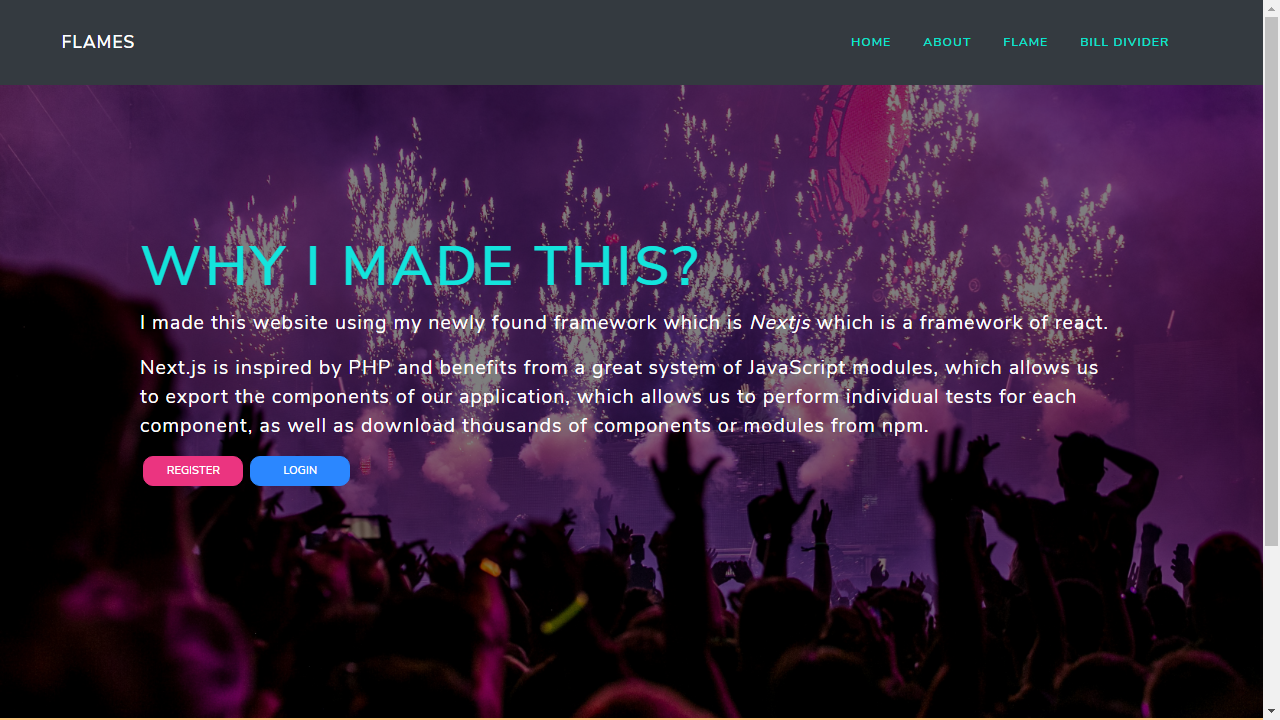 FLAMES
HOME ABOUT FLAME BILL DIVIDER
WHY I MADE THIS?
I made this website using my newly found framework which is Nextjs which is a framework of react.
Next.js is inspired by PHP and benefits from a great system of JavaScript modules, which allows us
to export the components of our application, which allows us to perform individual tests for each
component, as well as download thousands of components or modules from npm.
REGISTER LOGIN